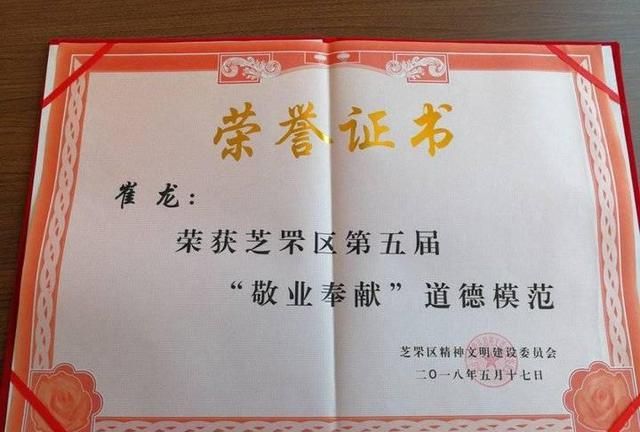 荣誉证书
崔龙：
荣获芝罘区第五届
“敬业奉献”道德模范
芝罘区精神文明建设委员会
二〇一八年五月十七日